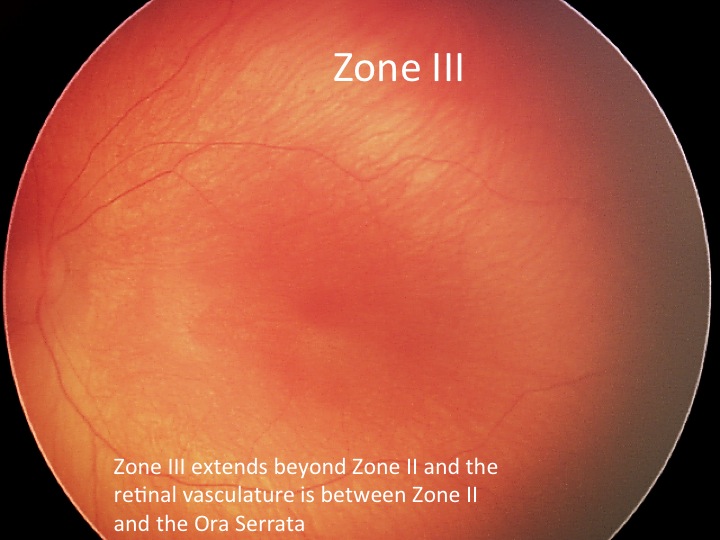 Zone III
Zone III extends beyond Zone II and the
retinal vasculature is between Zone II
and the Ora Serrata